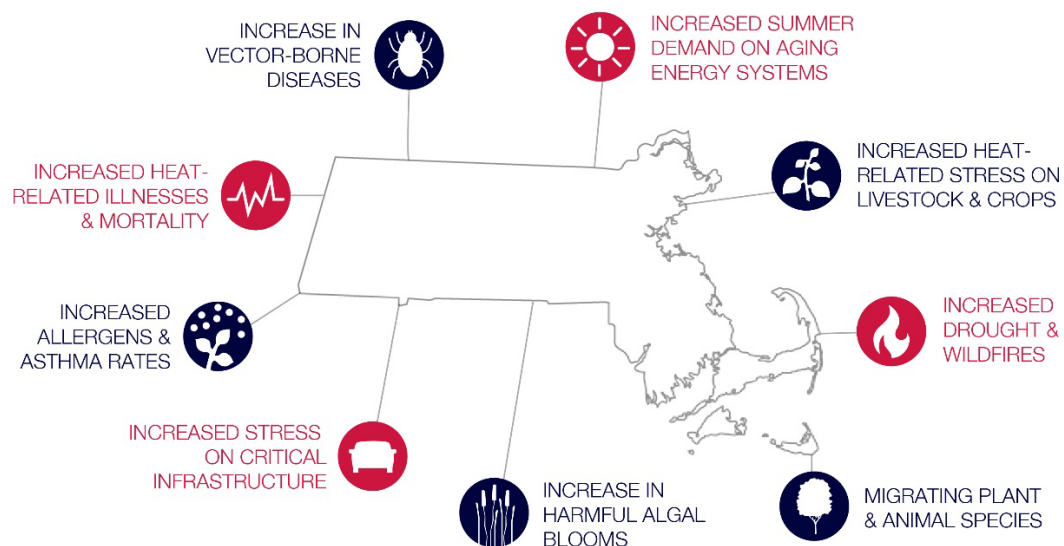 INCREASE IN
VECTOR-BORNE
DISEASES
INCREASED SUMMER
DEMAND ON AGING
ENERGY SYSTEMS
INCREASED HEAT-
RELATED ILLNESSES
& MORTALITY
INCREASED HEAT-
RELATED STRESS ON
LIVESTOCK & CROPS
INCREASED
ALLERGENS &
ASTHMA RATES
INCREASED
DROUGHT &
WILDFIRES
INCREASED STRESS
ON CRITICAL
INFRASTRUCTURE
INCREASE IN
HARMFUL ALGAL
BLOOMS
MIGRATING PLANT
& ANIMAL SPECIES